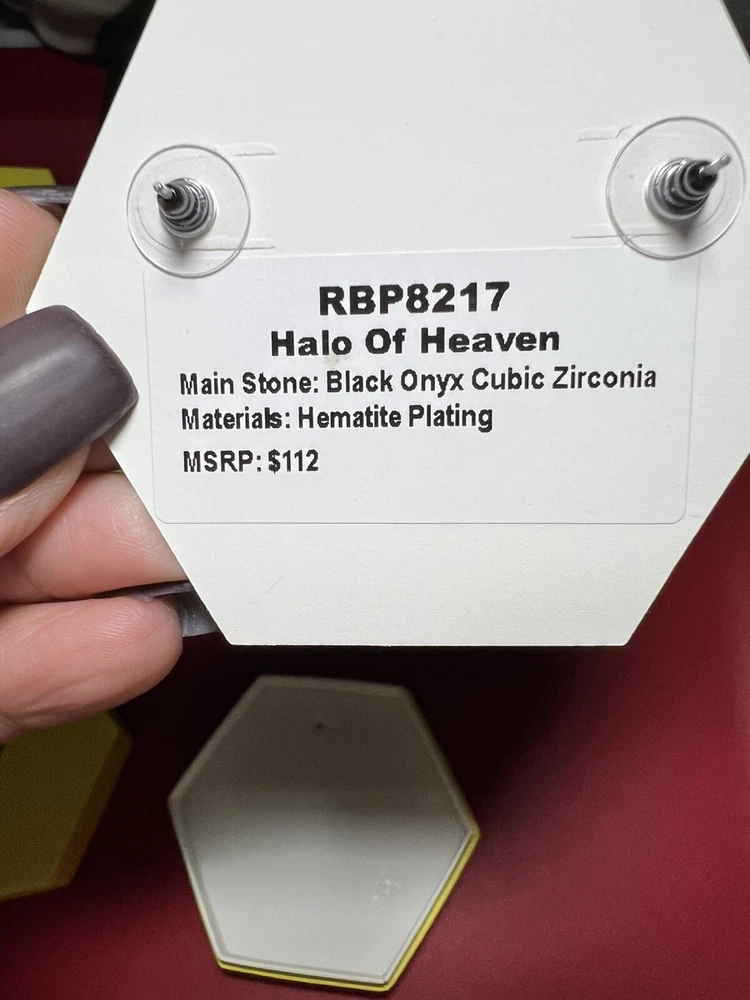 RBP8217
Halo Of Heaven
Main Stone: Black Onyx Cubic Zirconia
Materials: Hematite Plating
MSRP: $112